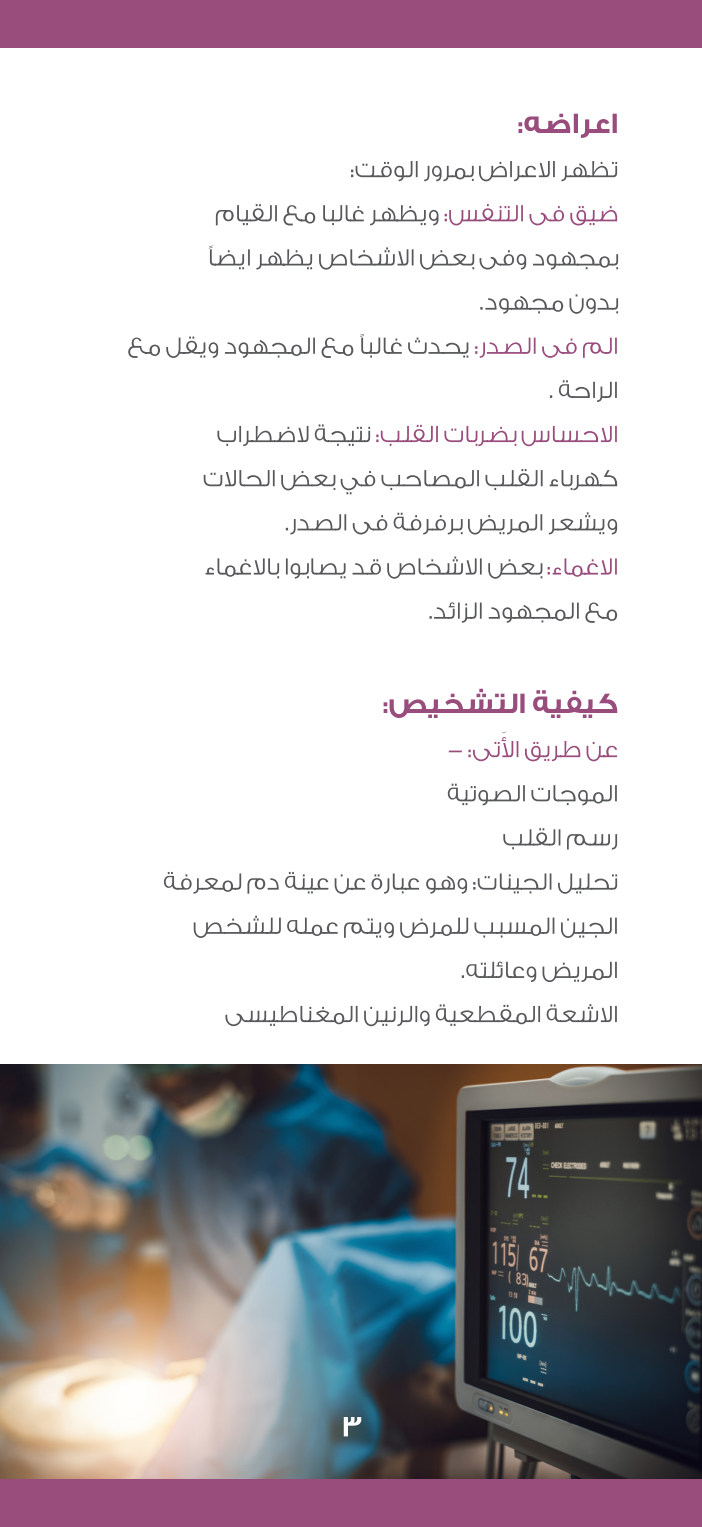 اعراضه:
تظهر الاعراض بمرور الوقت:
ضيق فى التنفس: ويظهر غالبا مع القيام
بمجهود وفى بعض الاشخاص يظهر ايضاً
بدون مجهود.
الم فى الصدر: يحدث غالباً مع المجهود ويقل مع
الراحة .
الاحساس بضربات القلب: نتيجة لاضطراب
كهرباء القلب المصاحب في بعض الحالات
ويشعر المريض برفرفة فى الصدر.
الاغماء: بعض الاشخاص قد يصابوا بالاغماء
مع المجهود الزائد.
كيفية التشخيص:
عن طريق الأَتى: –
الموجات الصوتية
رسم القلب
تحليل الجينات: وهو عبارة عن عينة دم لمعرفة
الجين المسبب للمرض ويتم عمله للشخص
المريض وعائلته.
الاشعة المقطعية والرنين المغناطيسى
CHECK ELECTRODES
74
115| 67
( 83)
100
٣